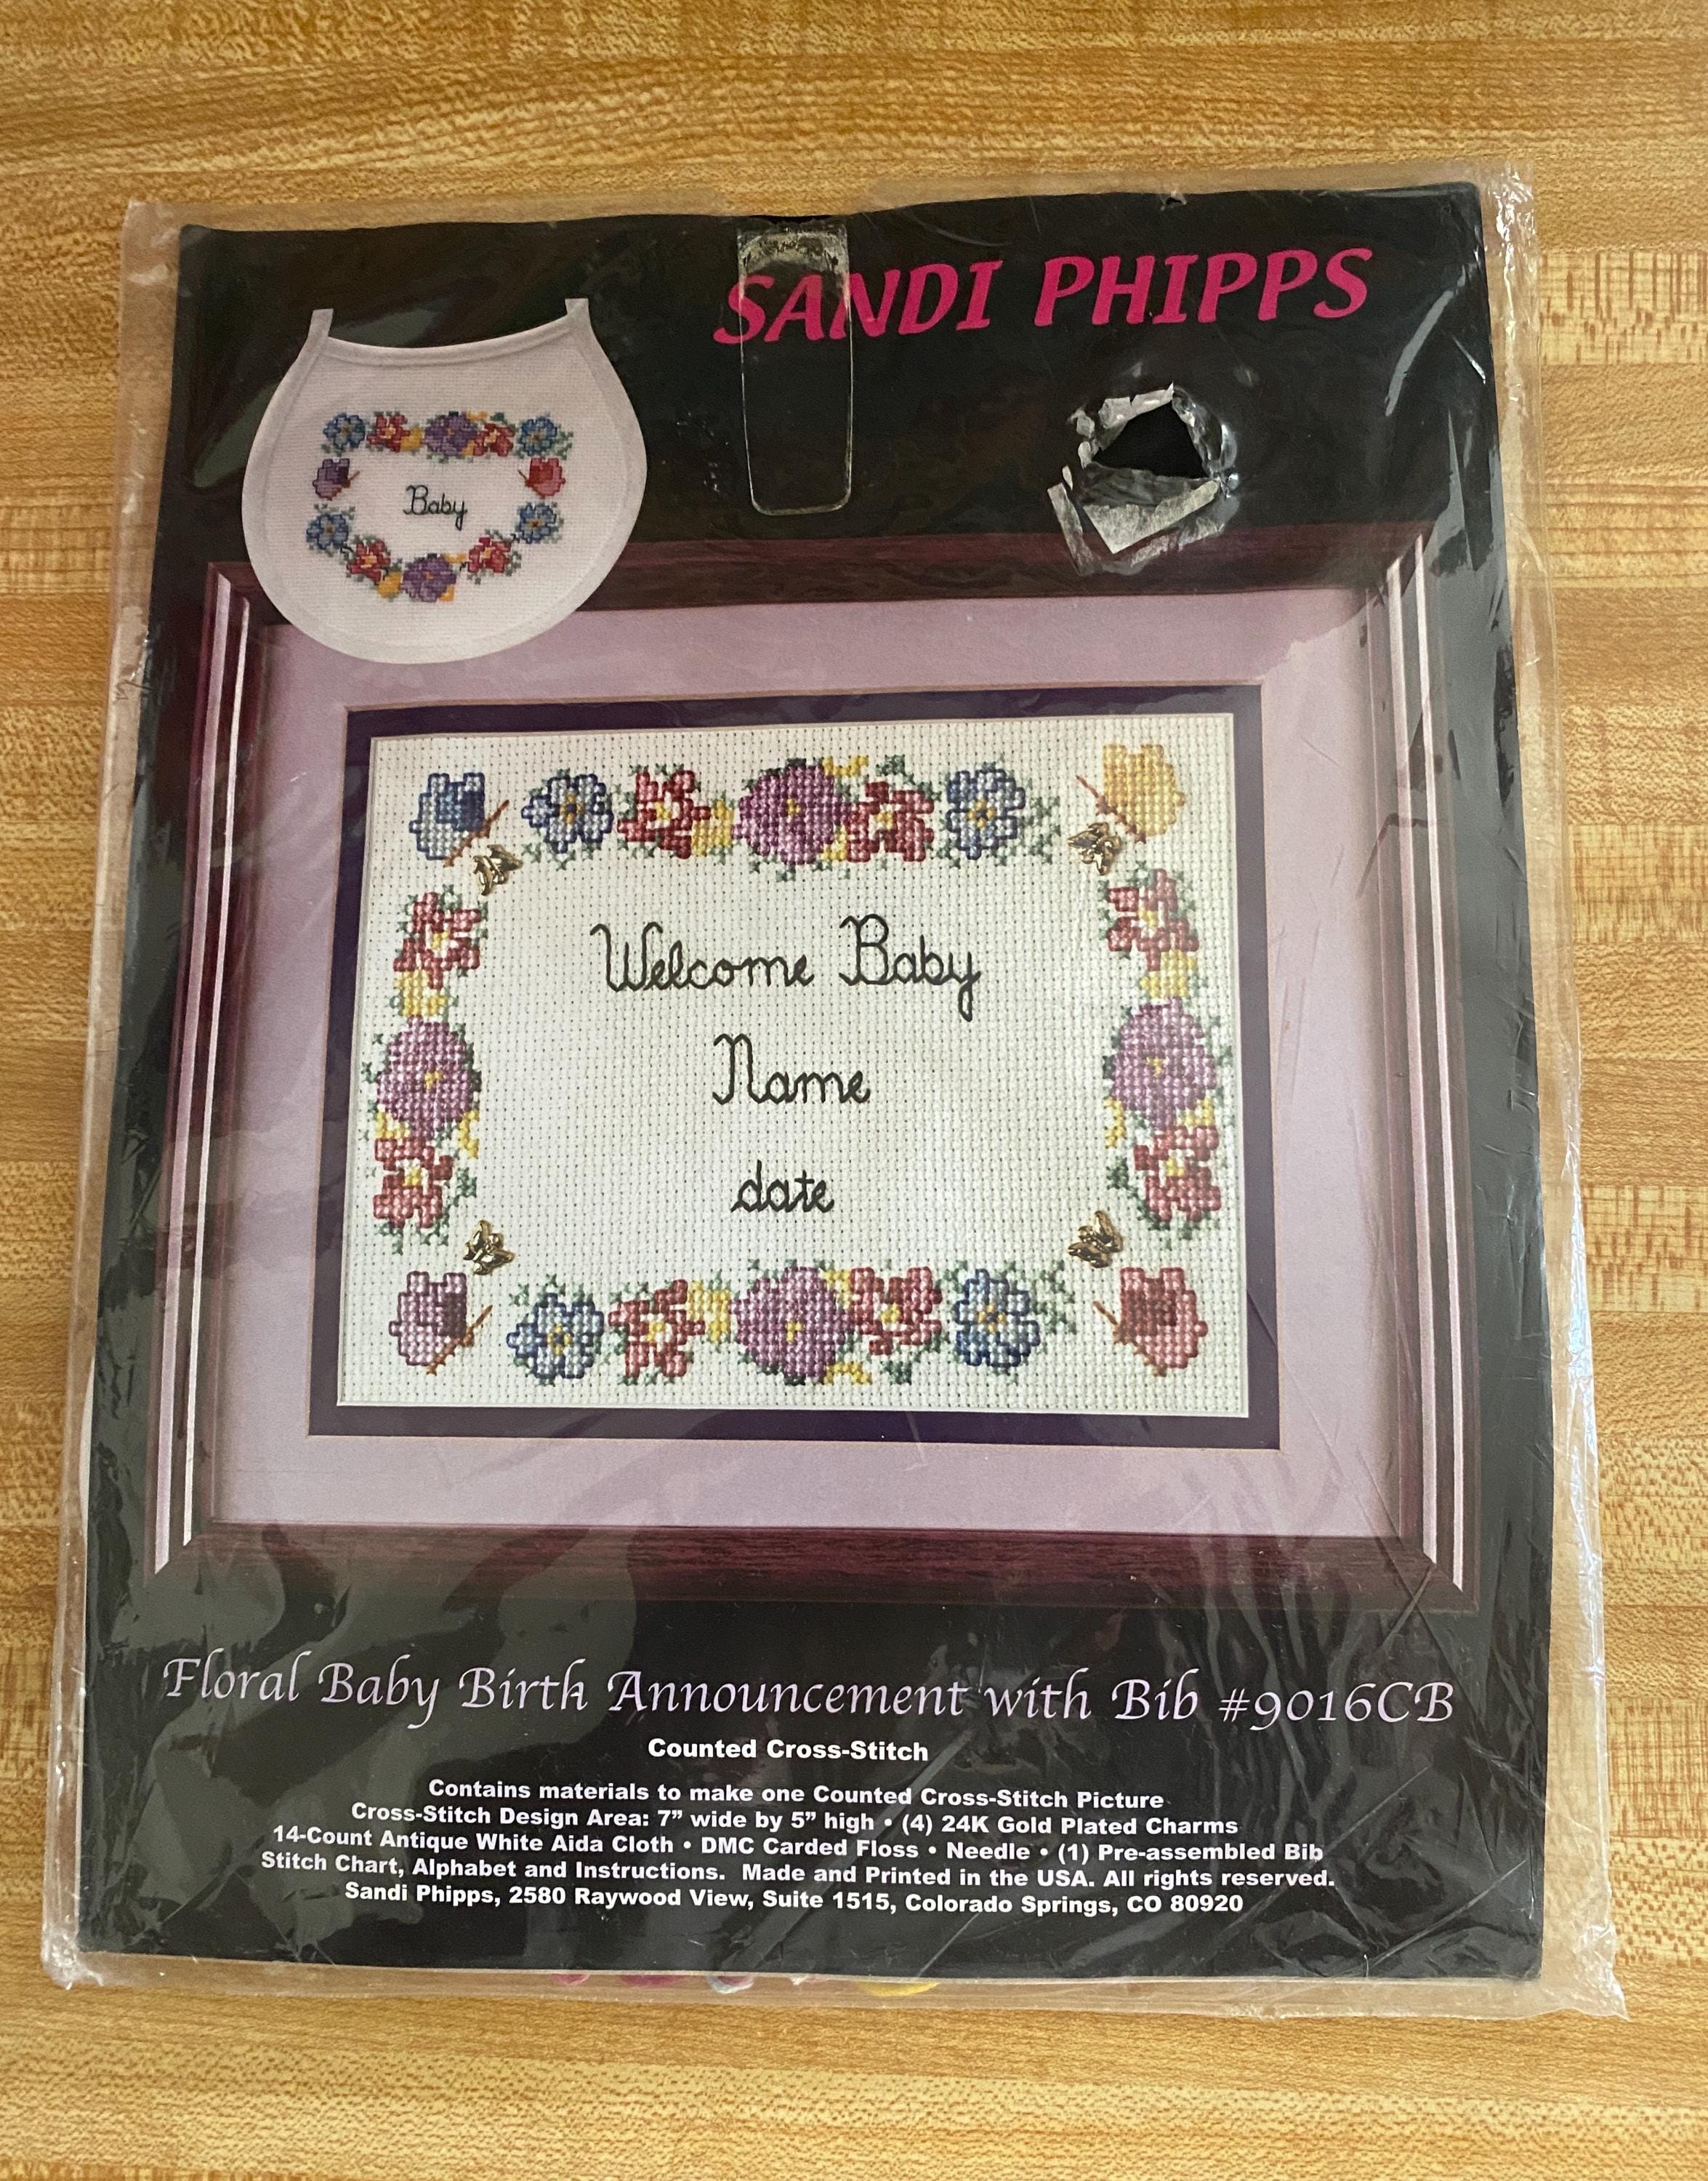 SANDI PHIPPS
Baby
Welcome Baby
Name
date
Floral Baby Birth Announcement with Bib #9016CB
Counted Cross-Stitch
Contains materials to make one Counted Cross-Stitch Picture
Cross-Stitch Design Area: 7” wide by 5” high • (4) 24K Gold Plated Charms
14-Count Antique White Aida Cloth • DMC Carded Floss • Needle • (1) Pre-assembled Bib
Stitch Chart, Alphabet and Instructions. Made and Printed in the USA. All rights reserved.
Sandi Phipps, 2580 Raywood View, Suite 1515, Colorado Springs, CO 80920